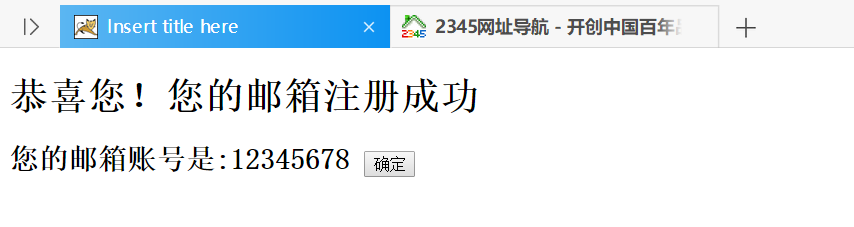 Insert title here
2345网址导航 - 开创中国百年
恭喜您！您的邮箱注册成功
您的邮箱账号是:12345678 确定